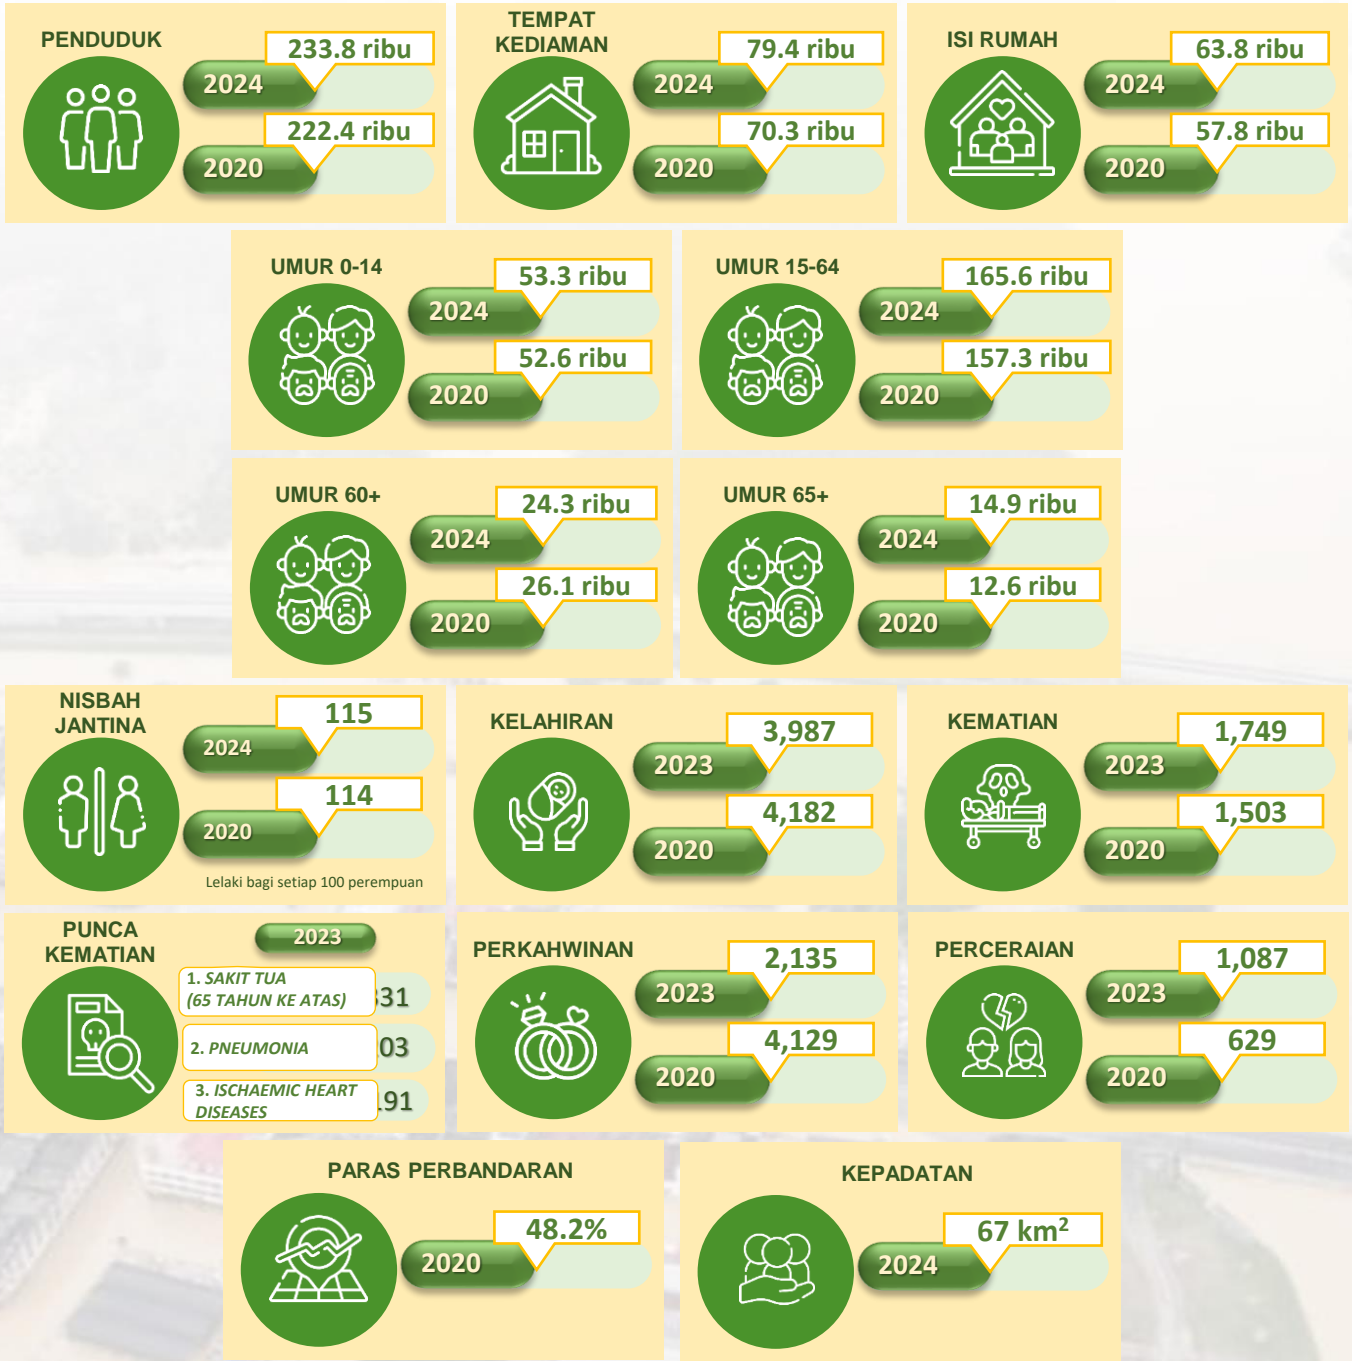 PENDUDUK
233.8 ribu
2024
222.4 ribu
2020
TEMPAT
KEDIAMAN
79.4 ribu
2024
70.3 ribu
2020
ISI RUMAH
63.8 ribu
2024
57.8 ribu
2020
UMUR 0-14
53.3 ribu
2024
52.6 ribu
2020
UMUR 15-64
165.6 ribu
2024
157.3 ribu
2020
UMUR 60+
24.3 ribu
2024
26.1 ribu
2020
UMUR 65+
14.9 ribu
2024
12.6 ribu
2020
NISBAH
JANTINA
115
2024
114
2020
Lelaki bagi setiap 100 perempuan
KELAHIRAN
3,987
2023
4,182
2020
KEMATIAN
1,749
2023
1,503
2020
PUNCA
KEMATIAN
2023
1. SAKIT TUA
(65 TAHUN KE ATAS)
2. PNEUMONIA
3. ISCHAEMIC HEART
DISEASES
PERKAHWINAN
2,135
2023
4,129
2020
PERCERAIAN
1,087
2023
629
2020
PARAS PERBANDARAN
48.2%
2020
KEPADATAN
67 km²
2024